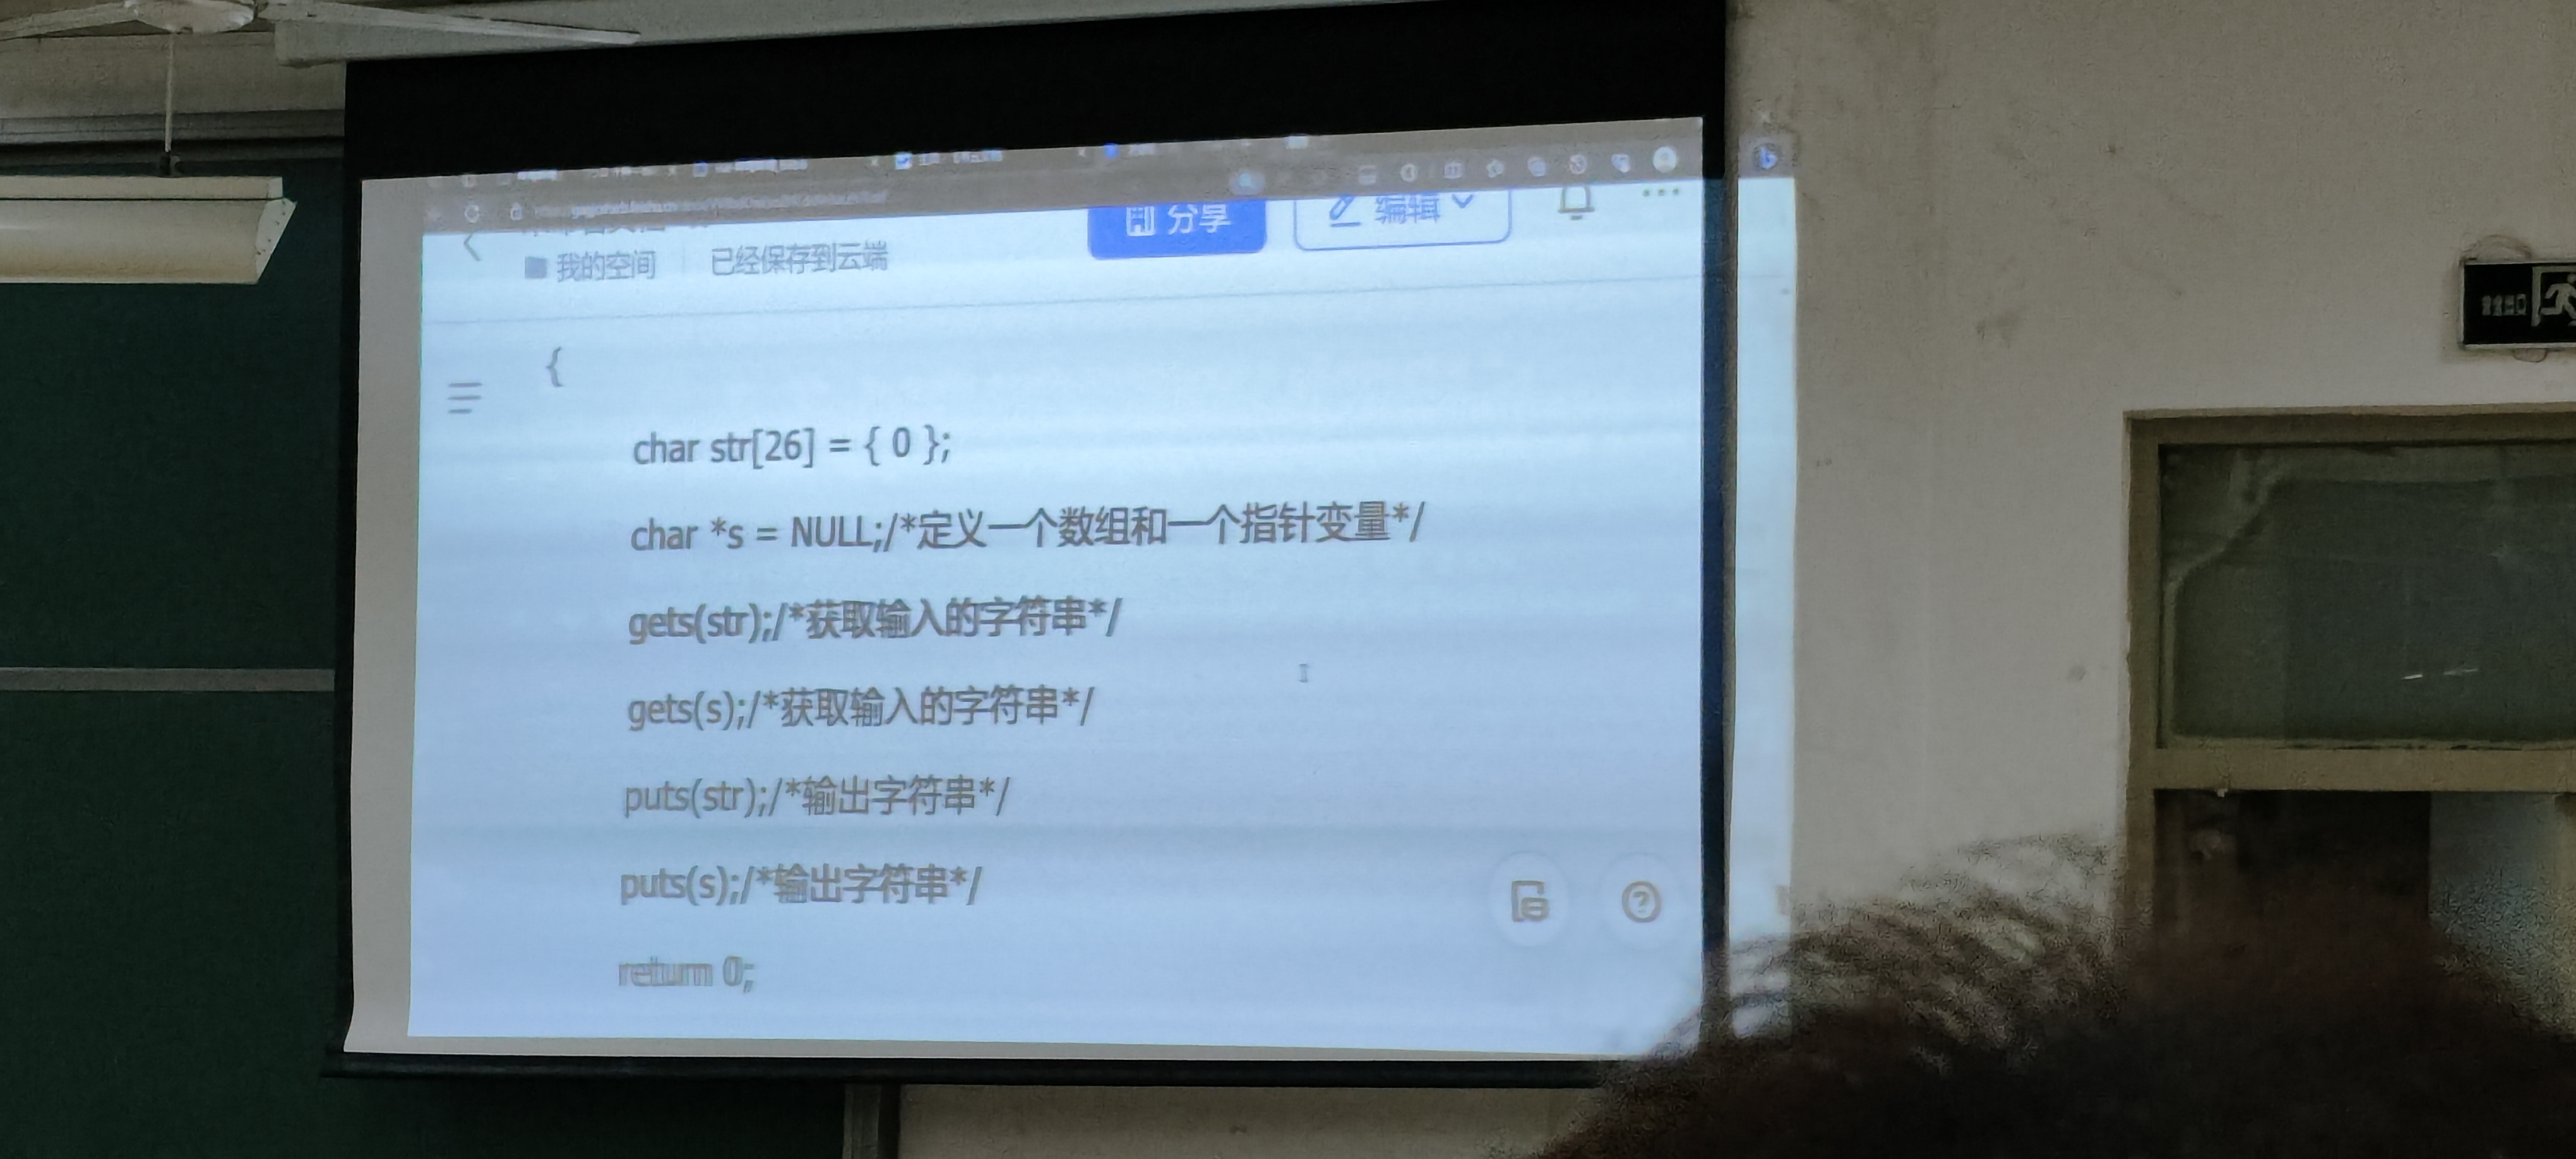 分享
编辑
我的空间 已经保存到云端
{
char str[26] = { 0 };
char *s = NULL;/*定义一个数组和一个指针变量*/
gets(str);/*获取输入的字符串*/
gets(s);/*获取输入的字符串*/
puts(str);/*输出字符串*/
puts(s);/*输出字符串*/
return 0;